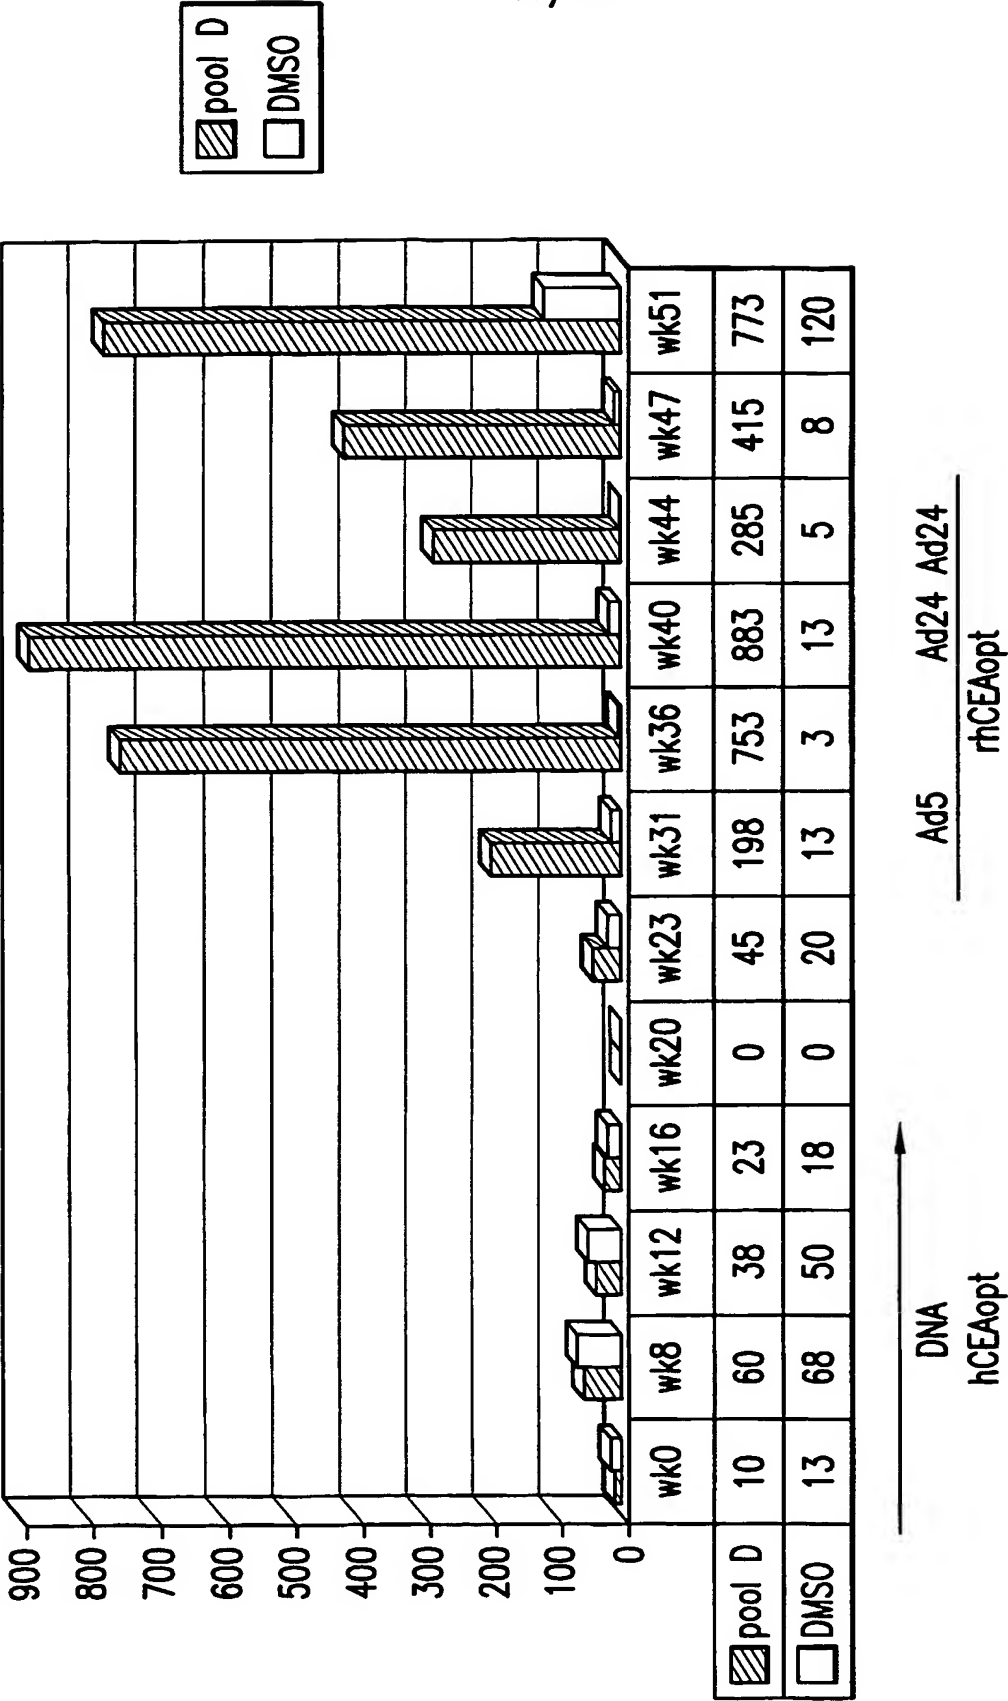 pool D
DMSO
900
800
700
600
500
400
300
200
100
0
wk0 wk8 wk12 wk16 wk20 wk23 wk31 wk36 wk40 wk44 wk47 wk51
pool D 10 60 38 23 0 45 198 753 883 285 415 773
DMSO 13 68 50 18 0 20 13 3 13 5 8 120
DNA Ad5 Ad24 Ad24
hCEAopt rhCEAopt